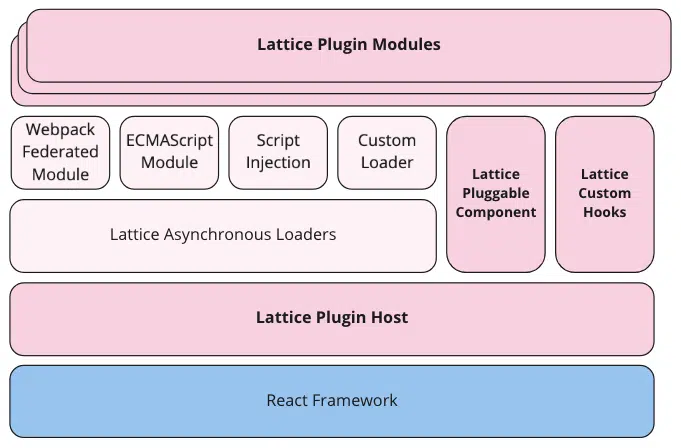 Lattice Plugin Modules
Webpack
Federated
Module
ECMAScript
Module
Script
Injection
Custom
Loader
Lattice
Pluggable
Component
Lattice
Custom
Hooks
Lattice Asynchronous Loaders
Lattice Plugin Host
React Framework